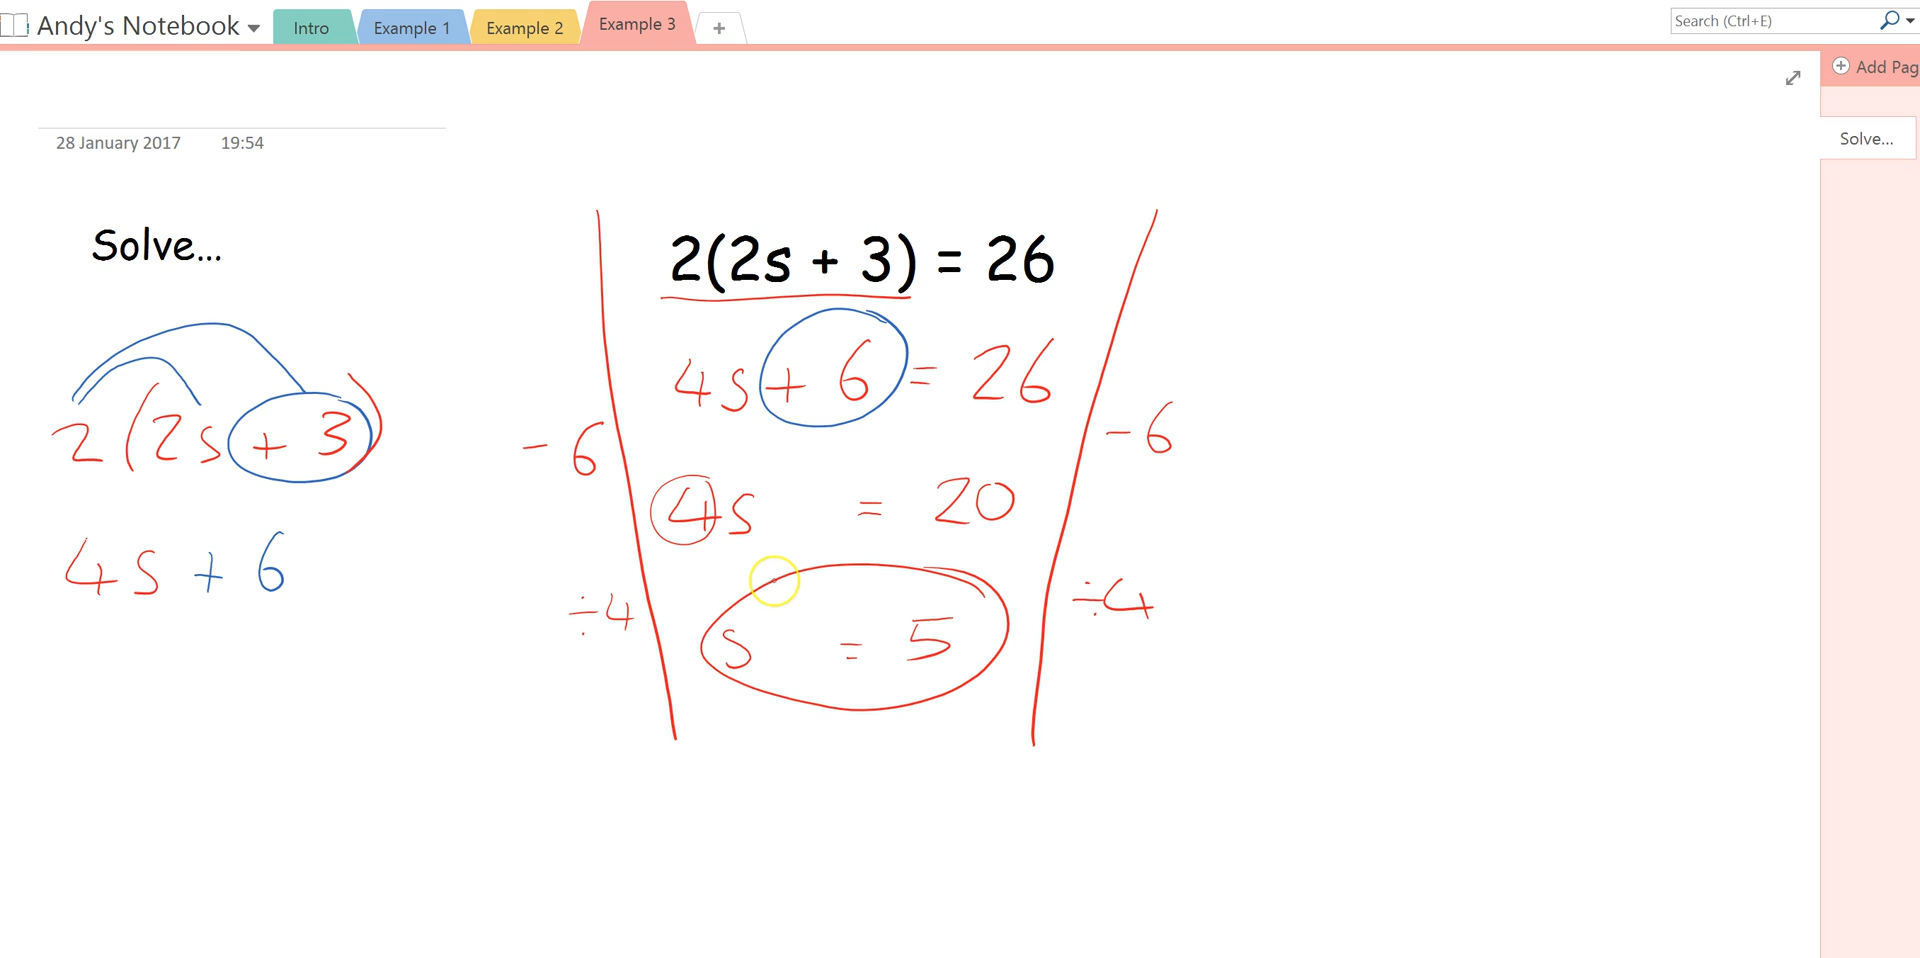 Andy's Notebook
Intro
Example 1
Example 2
Example 3
+
Search (Ctrl+E)
Add Pag
Solve...
28 January 2017 19:54
Solve...
2(2s + 3) = 26
4s + 6 = 26
- 6 - 6
4s = 20
÷4 ÷4
s = 5
2(2s + 3)
4s + 6